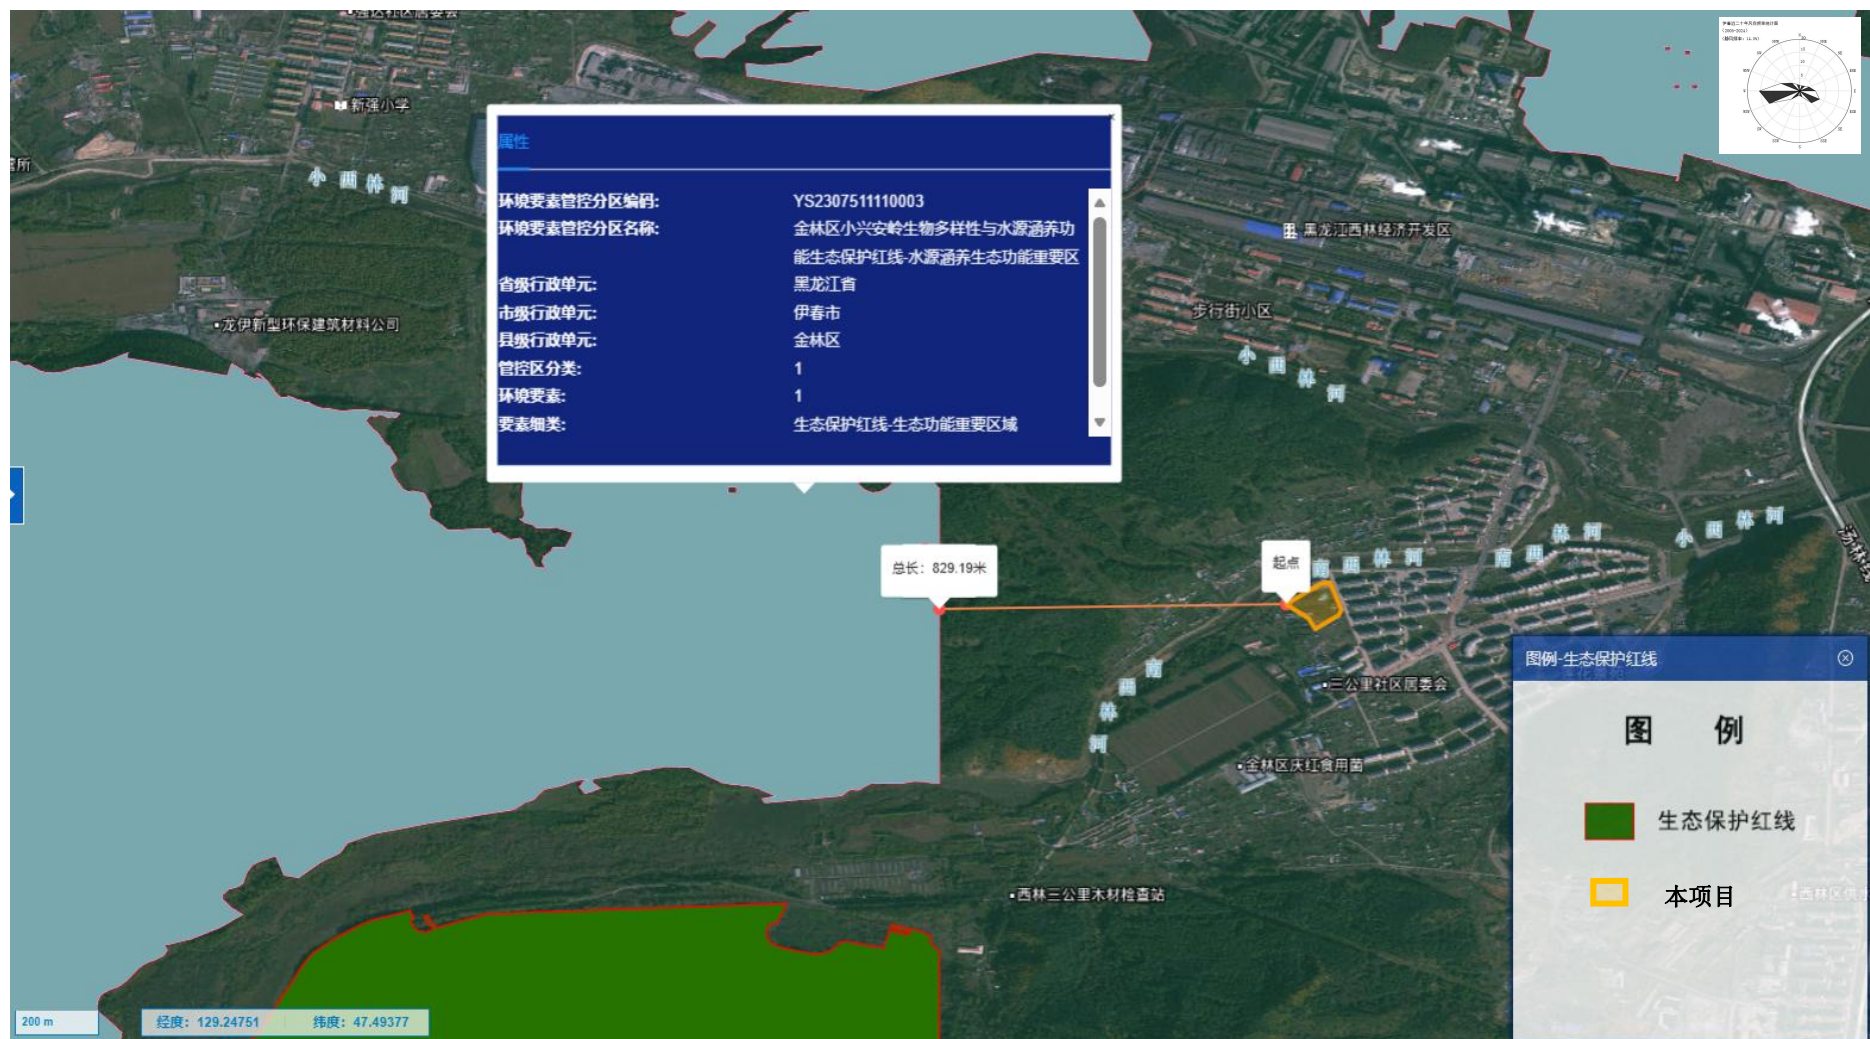 新强小学
小西林河
龙伊新型环保建筑材料公司
属性
环境要素管控分区编码: YS2307511110003
环境要素管控分区名称: 金林区小兴安岭生物多样性与水源涵养功
能生态保护红线-水源涵养生态功能重要区
省级行政单元: 黑龙江省
市级行政单元: 伊春市
县级行政单元: 金林区
管控区分类: 1
环境要素: 1
要素细类: 生态保护红线-生态功能重要区域
黑龙江西林经济开发区
步行街小区
小西林河
总长：829.19米
起点
南西林河
南西林河
小西林河
汤林线
南西林河
三公里社区居委会
金林区庆红食用菌
西林三公里木材检查站
图例-生态保护红线
图 例
生态保护红线
本项目
200 m
经度：129.24751 纬度：47.49377